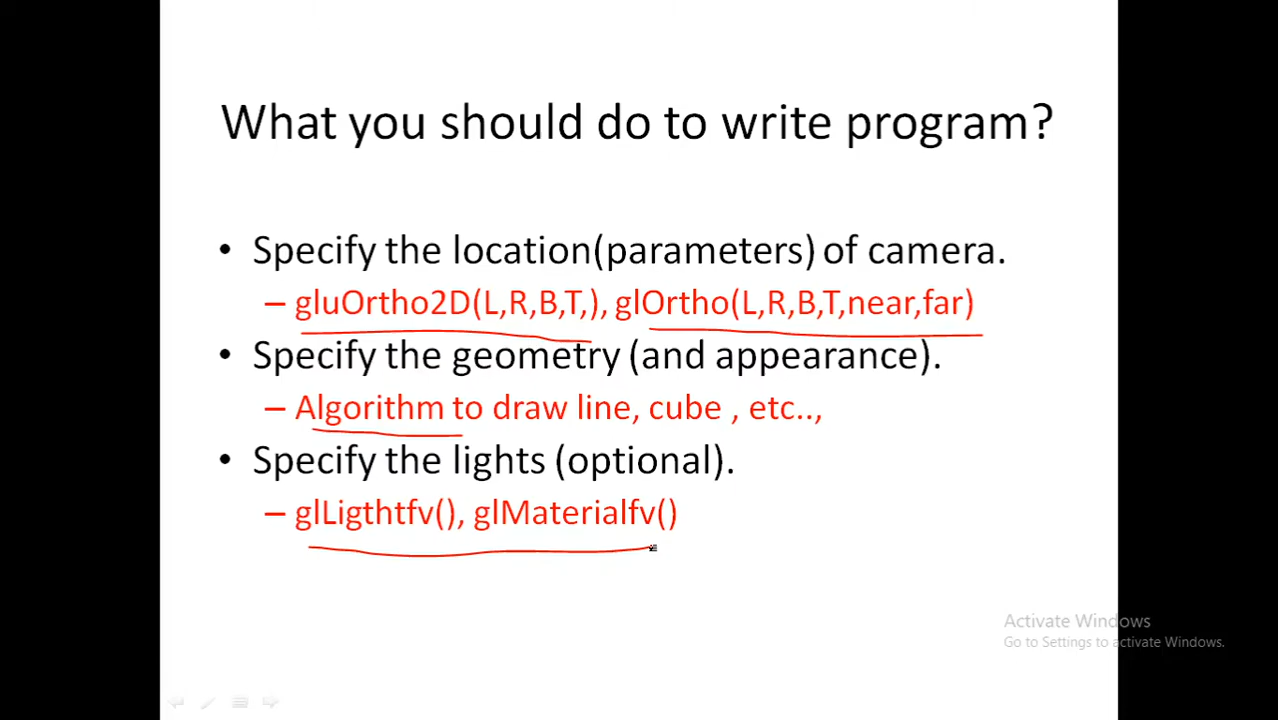 What you should do to write program?
• Specify the location(parameters) of camera.
– gluOrtho2D(L,R,B,T,), glOrtho(L,R,B,T,near,far)
• Specify the geometry (and appearance).
– Algorithm to draw line, cube , etc..,
• Specify the lights (optional).
– glLigthtfv(), glMaterialfv()
Activate Windows
Go to Settings to activate Windows.